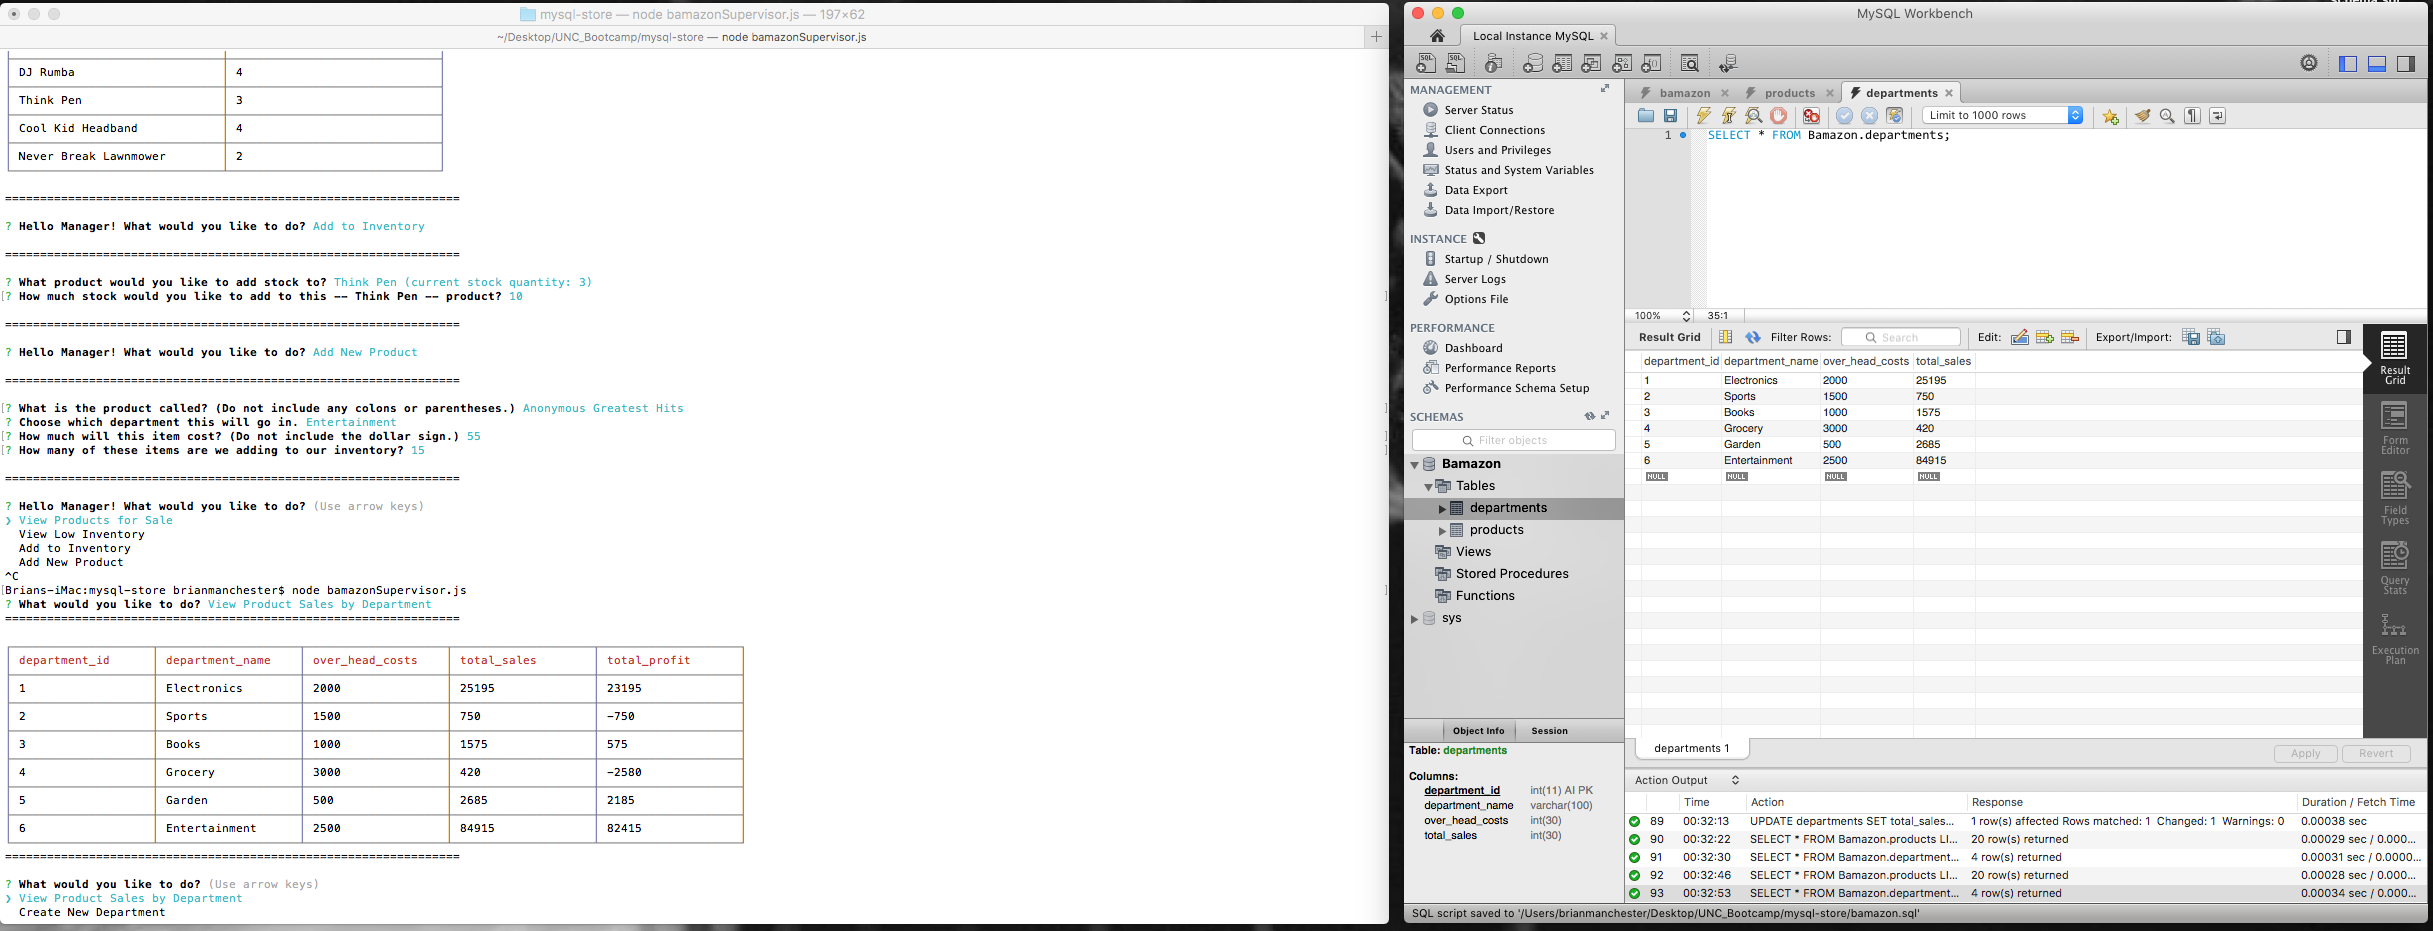 mysql-store — node bamazonSupervisor.js — 197×62
~/Desktop/UNC_Bootcamp/mysql-store — node bamazonSupervisor.js
DJ Rumba 4
Think Pen 3
Cool Kid Headband 4
Never Break Lawnmower 2
=================================================================
? Hello Manager! What would you like to do? Add to Inventory
=================================================================
? What product would you like to add stock to? Think Pen (current stock quantity: 3)
[? How much stock would you like to add to this -- Think Pen -- product? 10 ]
=================================================================
? Hello Manager! What would you like to do? Add New Product
=================================================================
[? What is the product called? (Do not include any colons or parentheses.) Anonymous Greatest Hits ]
? Choose which department this will go in. Entertainment
[? How much will this item cost? (Do not include the dollar sign.) 55 ]
[? How many of these items are we adding to our inventory? 15 ]
=================================================================
? Hello Manager! What would you like to do? (Use arrow keys)
❯ View Products for Sale
View Low Inventory
Add to Inventory
Add New Product
^C
[Brians-iMac:mysql-store brianmanchester$ node bamazonSupervisor.js ]
? What would you like to do? View Product Sales by Department
=================================================================
department_id department_name over_head_costs total_sales total_profit
1 Electronics 2000 25195 23195
2 Sports 1500 750 -750
3 Books 1000 1575 575
4 Grocery 3000 420 -2580
5 Garden 500 2685 2185
6 Entertainment 2500 84915 82415
=================================================================
? What would you like to do? (Use arrow keys)
❯ View Product Sales by Department
Create New Department
MySQL Workbench
Local Instance MySQL
MANAGEMENT
Server Status
Client Connections
Users and Privileges
Status and System Variables
Data Export
Data Import/Restore
INSTANCE
Startup / Shutdown
Server Logs
Options File
PERFORMANCE
Dashboard
Performance Reports
Performance Schema Setup
SCHEMAS
Filter objects
Bamazon
Tables
departments
products
Views
Stored Procedures
Functions
sys
Object Info Session
Table: departments
Columns:
department_id int(11) AI PK
department_name varchar(100)
over_head_costs int(30)
total_sales int(30)
bamazon products departments
Limit to 1000 rows
1 SELECT * FROM Bamazon.departments;
100% 35:1
Result Grid Filter Rows: Search Edit: Export/Import:
department_id department_name over_head_costs total_sales
1 Electronics 2000 25195
2 Sports 1500 750
3 Books 1000 1575
4 Grocery 3000 420
5 Garden 500 2685
6 Entertainment 2500 84915
NULL NULL NULL NULL
Result
Grid
Form
Editor
Field
Types
Query
Stats
Execution
Plan
departments 1
Apply Revert
Action Output
Time Action Response Duration / Fetch Time
89 00:32:13 UPDATE departments SET total_sales... 1 row(s) affected Rows matched: 1 Changed: 1 Warnings: 0 0.00038 sec
90 00:32:22 SELECT * FROM Bamazon.products LI... 20 row(s) returned 0.00029 sec / 0.000...
91 00:32:30 SELECT * FROM Bamazon.department... 4 row(s) returned 0.00031 sec / 0.0000...
92 00:32:46 SELECT * FROM Bamazon.products LI... 20 row(s) returned 0.00028 sec / 0.000...
93 00:32:53 SELECT * FROM Bamazon.department... 4 row(s) returned 0.00034 sec / 0.000...
SQL script saved to '/Users/brianmanchester/Desktop/UNC_Bootcamp/mysql-store/bamazon.sql'